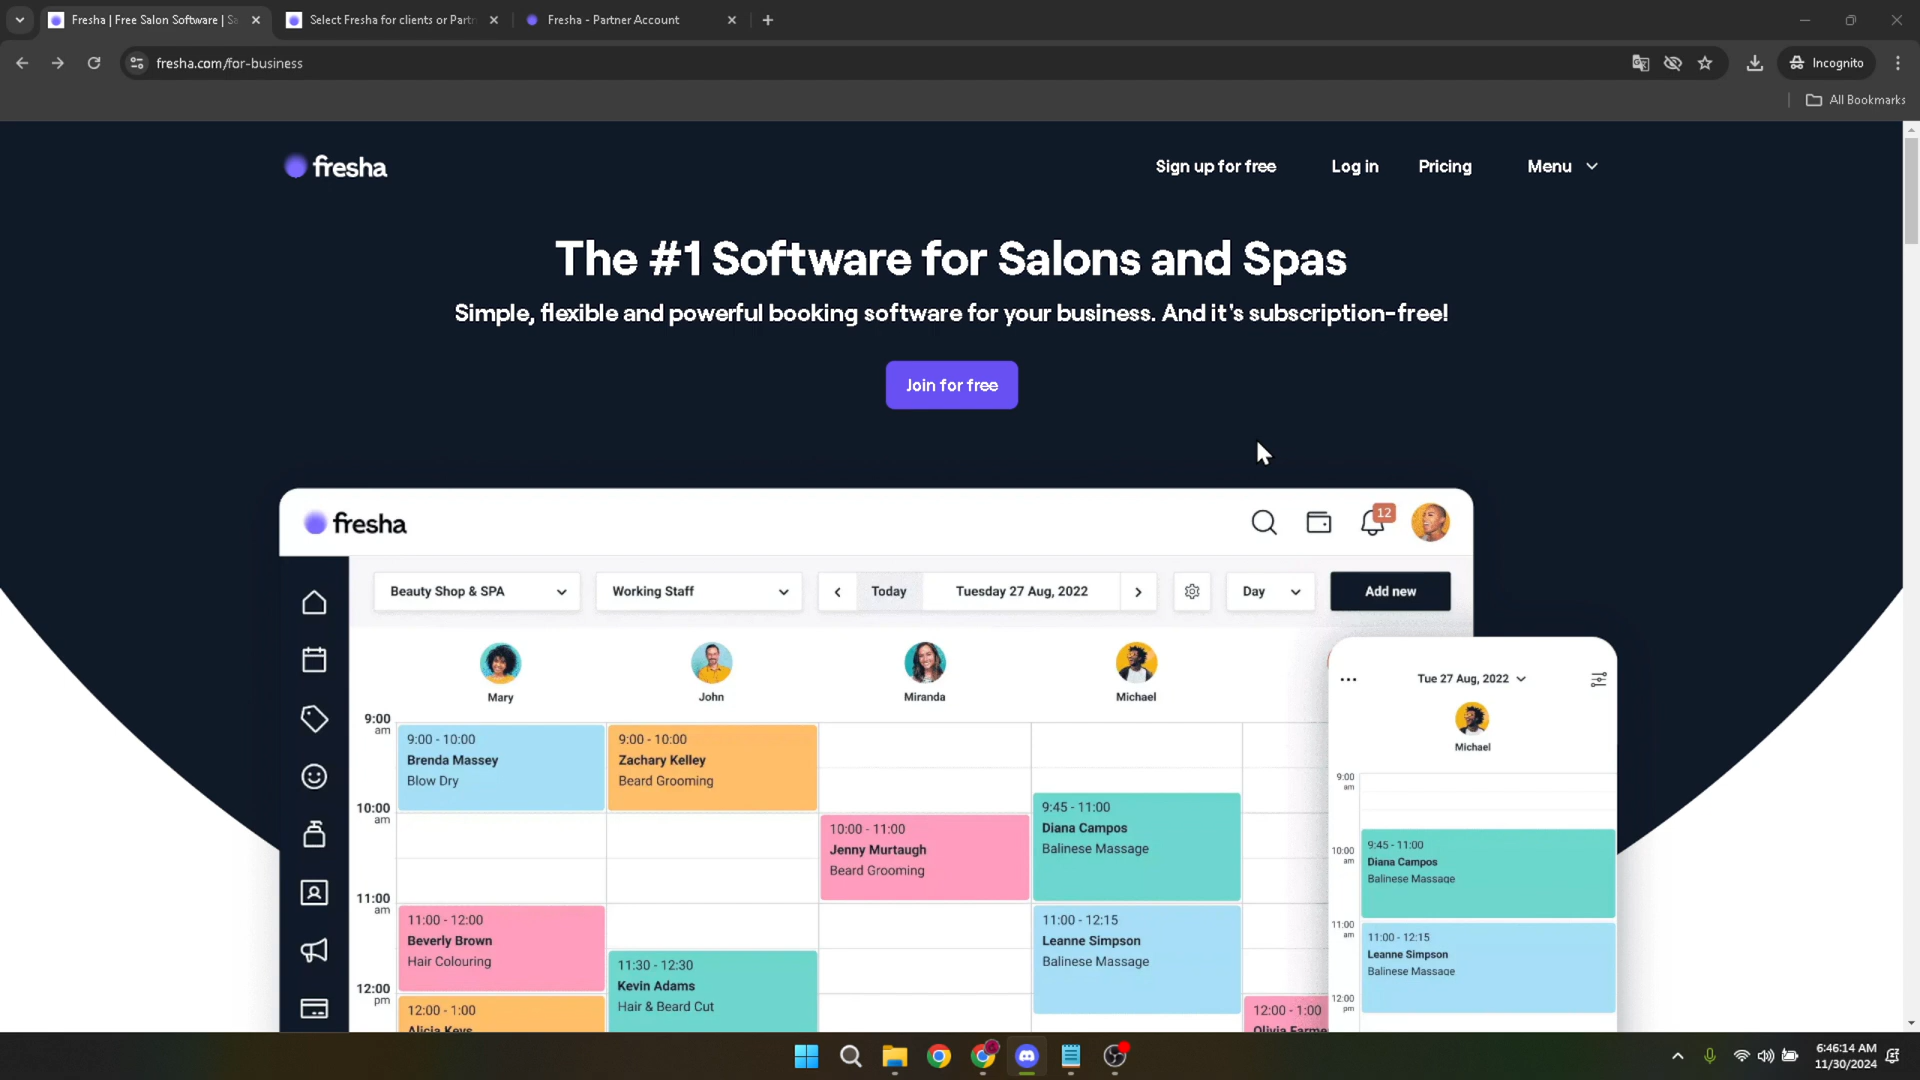 Fresha | Free Salon Software | Sa
Select Fresha for clients or Partn
Fresha - Partner Account
fresha.com/for-business
Incognito
All Bookmarks
fresha
Sign up for free
Log in
Pricing
Menu
The #1 Software for Salons and Spas
Simple, flexible and powerful booking software for your business. And it's subscription-free!
Join for free
fresha
12
Beauty Shop & SPA
Working Staff
Today
Tuesday 27 Aug, 2022
Day
Add new
Mary
John
Miranda
Michael
9:00
am
10:00
am
11:00
am
12:00
pm
9:00 - 10:00
Brenda Massey
Blow Dry
11:00 - 12:00
Beverly Brown
Hair Colouring
12:00 - 1:00
Alicia Keys
9:00 - 10:00
Zachary Kelley
Beard Grooming
11:30 - 12:30
Kevin Adams
Hair & Beard Cut
10:00 - 11:00
Jenny Murtaugh
Beard Grooming
9:45 - 11:00
Diana Campos
Balinese Massage
11:00 - 12:15
Leanne Simpson
Balinese Massage
12:00 - 1:00
Olivia Farme
Tue 27 Aug, 2022
Michael
9:00
am
10:00
am
11:00
am
12:00
pm
9:45 - 11:00
Diana Campos
Balinese Massage
11:00 - 12:15
Leanne Simpson
Balinese Massage
6:46:14 AM
11/30/2024